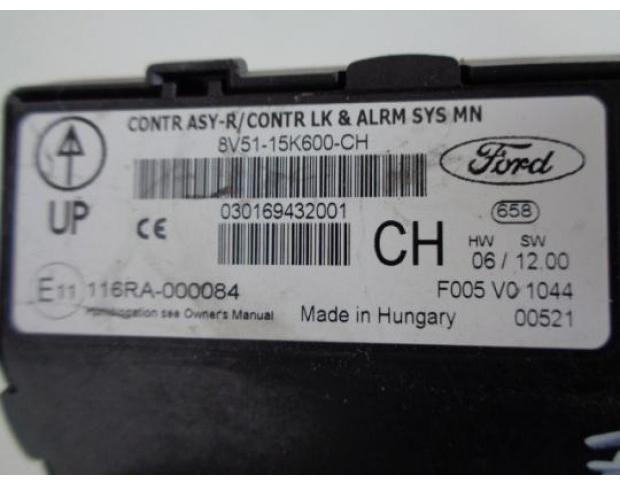 CONTR ASY-R/CONTR LK & ALRM SYS MN
8V51-15K600-CH
Ford
UP
CE
030169432001
CH
658
HW SW
06 / 12.00
E11 116RA-000084
F005 V0 1044
Homologation see Owner's Manual
Made in Hungary
00521